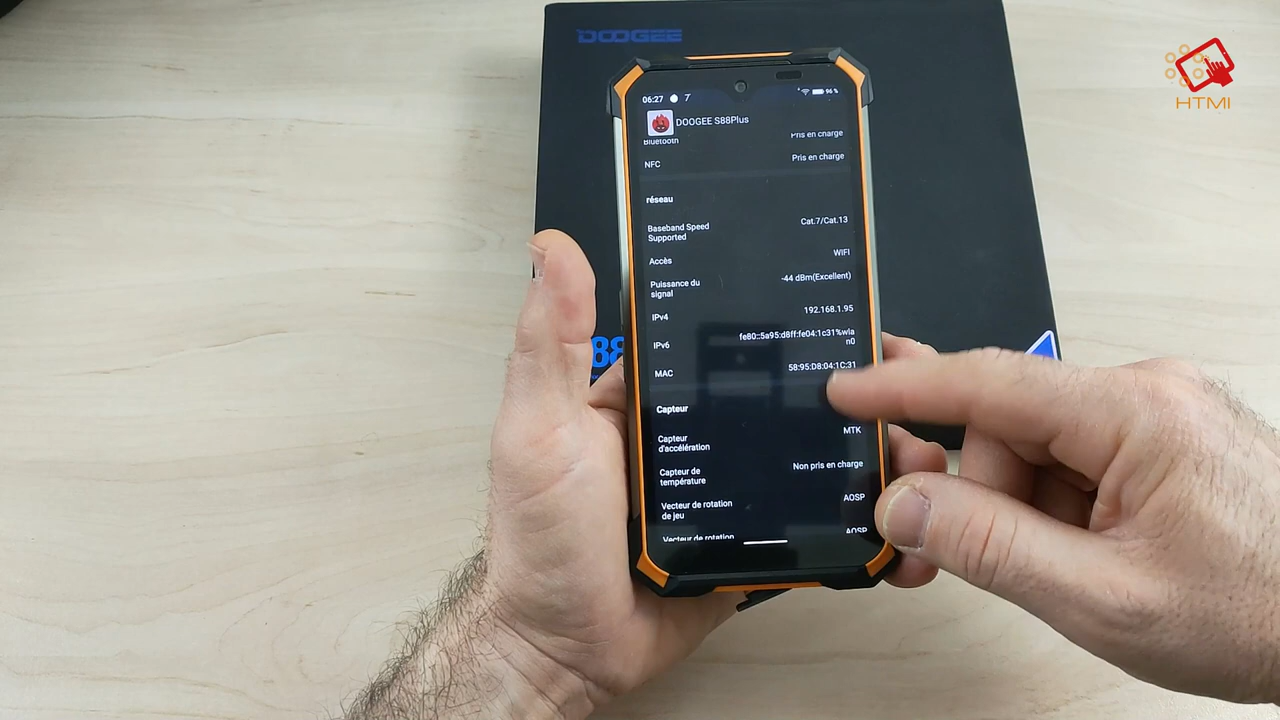 DOOGEE
HTMI
06:27 7 96 %
DOOGEE S88Plus
Bluetooth Pris en charge
NFC Pris en charge
réseau
Baseband Speed Supported Cat.7/Cat.13
Accès WIFI
Puissance du signal -44 dBm(Excellent)
IPv4 192.168.1.95
IPv6 fe80::5a95:d8ff:fe04:1c31%wlan0
MAC 58:95:D8:04:1C:31
Capteur
Capteur d'accélération MTK
Capteur de température Non pris en charge
Vecteur de rotation de jeu AOSP
Vecteur de rotation AOSP
88